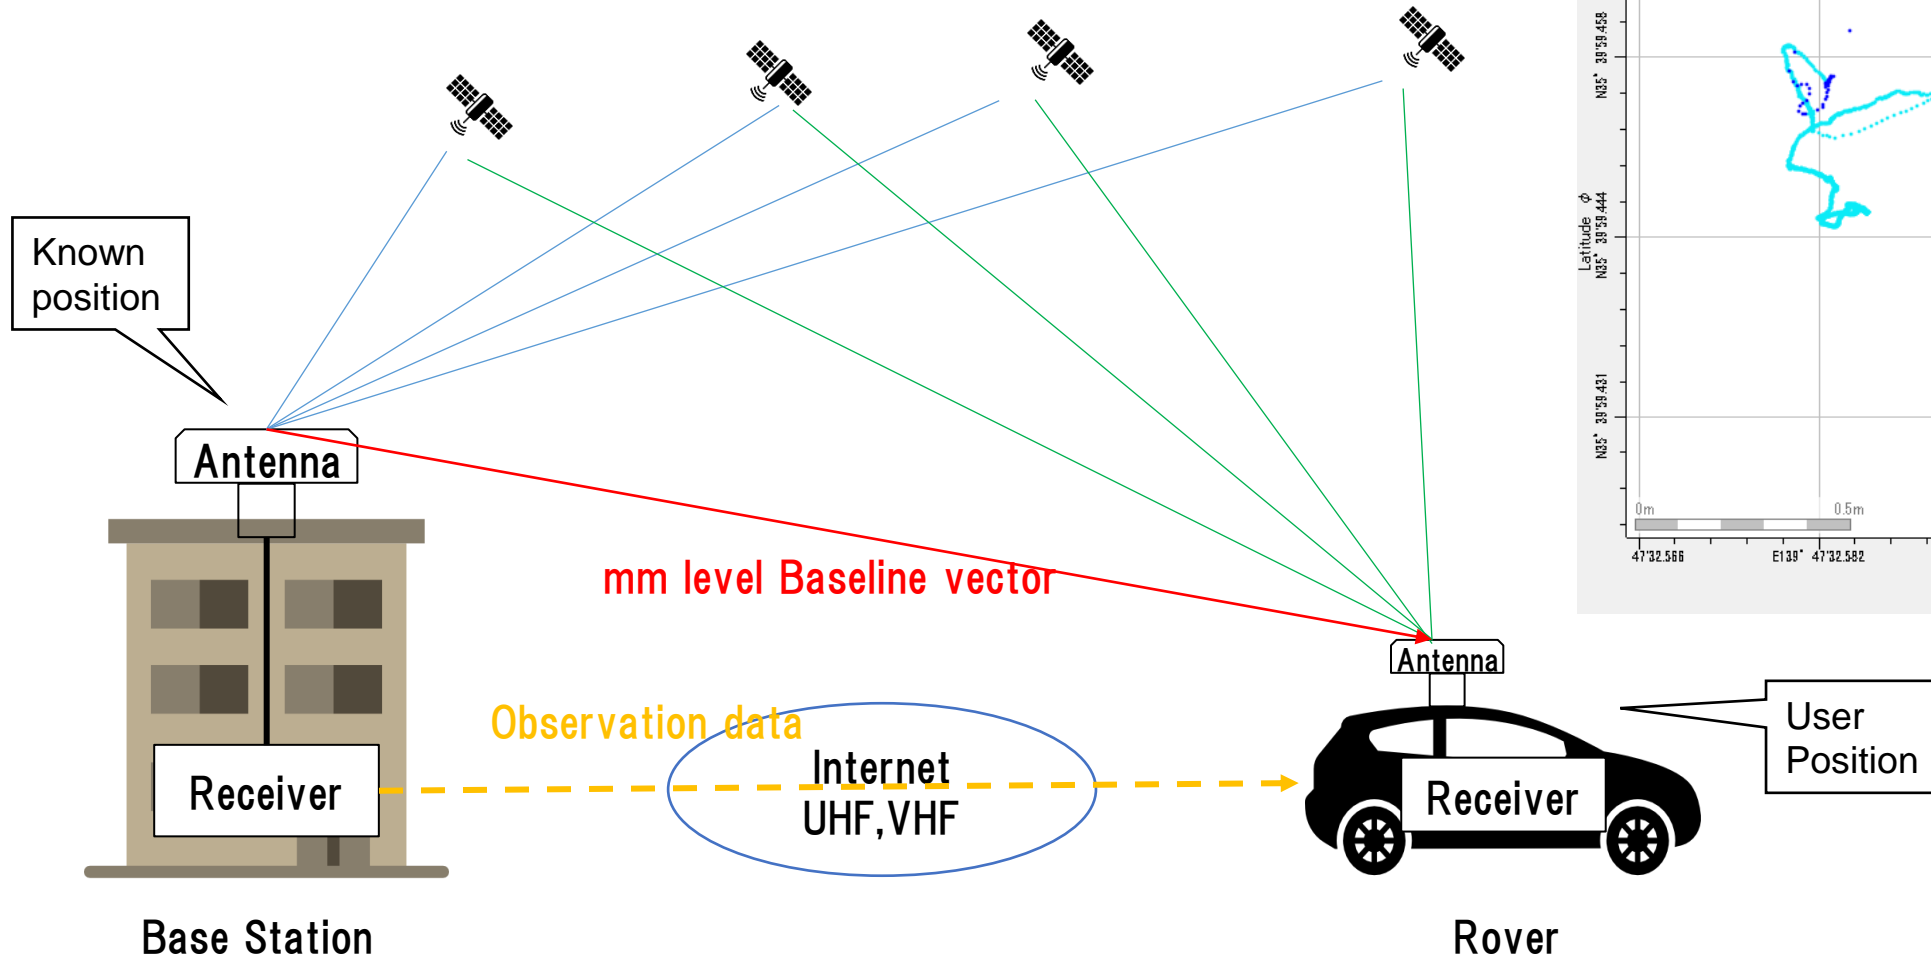 Known
position
Antenna
mm level Baseline vector
Antenna
Observation data
Internet
UHF,VHF
Receiver
Receiver
User
Position
Base Station
Rover
Latitude φ
N35° 39'59.458
N35° 39'59.444
N35° 39'59.431
0m 0.5m
47'32.566 E139° 47'32.582